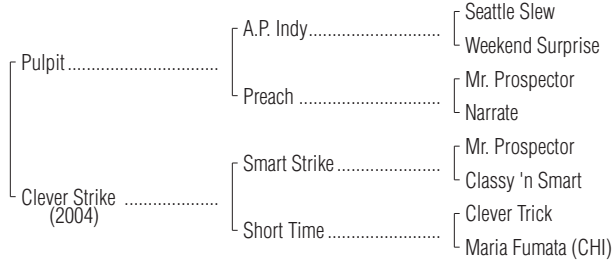 Seattle Slew
A.P. Indy
Weekend Surprise
Pulpit
Mr. Prospector
Preach
Narrate
Mr. Prospector
Smart Strike
Classy 'n Smart
Clever Strike
(2004)
Clever Trick
Short Time
Maria Fumata (CHI)